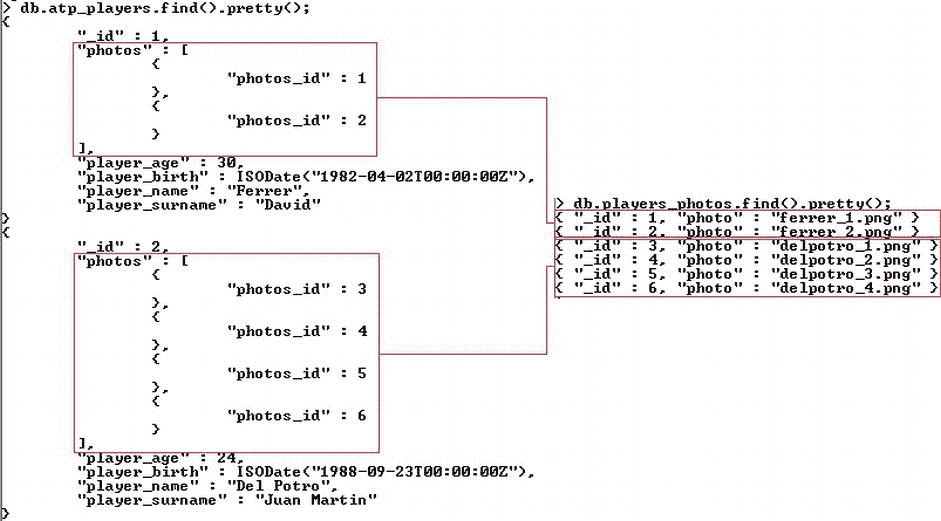 > db.atp_players.find().pretty();
{
"_id" : 1,
"photos" : [
{
"photos_id" : 1
},
{
"photos_id" : 2
}
],
"player_age" : 30,
"player_birth" : ISODate("1982-04-02T00:00:00Z"),
"player_name" : "Ferrer",
"player_surname" : "David"
}
{
"_id" : 2,
"photos" : [
{
"photos_id" : 3
},
{
"photos_id" : 4
},
{
"photos_id" : 5
},
{
"photos_id" : 6
}
],
"player_age" : 24,
"player_birth" : ISODate("1988-09-23T00:00:00Z"),
"player_name" : "Del Potro",
"player_surname" : "Juan Martin"
}
> db.players_photos.find().pretty();
{ "_id" : 1, "photo" : "ferrer_1.png" }
{ "_id" : 2, "photo" : "ferrer_2.png" }
{ "_id" : 3, "photo" : "delpotro_1.png" }
{ "_id" : 4, "photo" : "delpotro_2.png" }
{ "_id" : 5, "photo" : "delpotro_3.png" }
{ "_id" : 6, "photo" : "delpotro_4.png" }